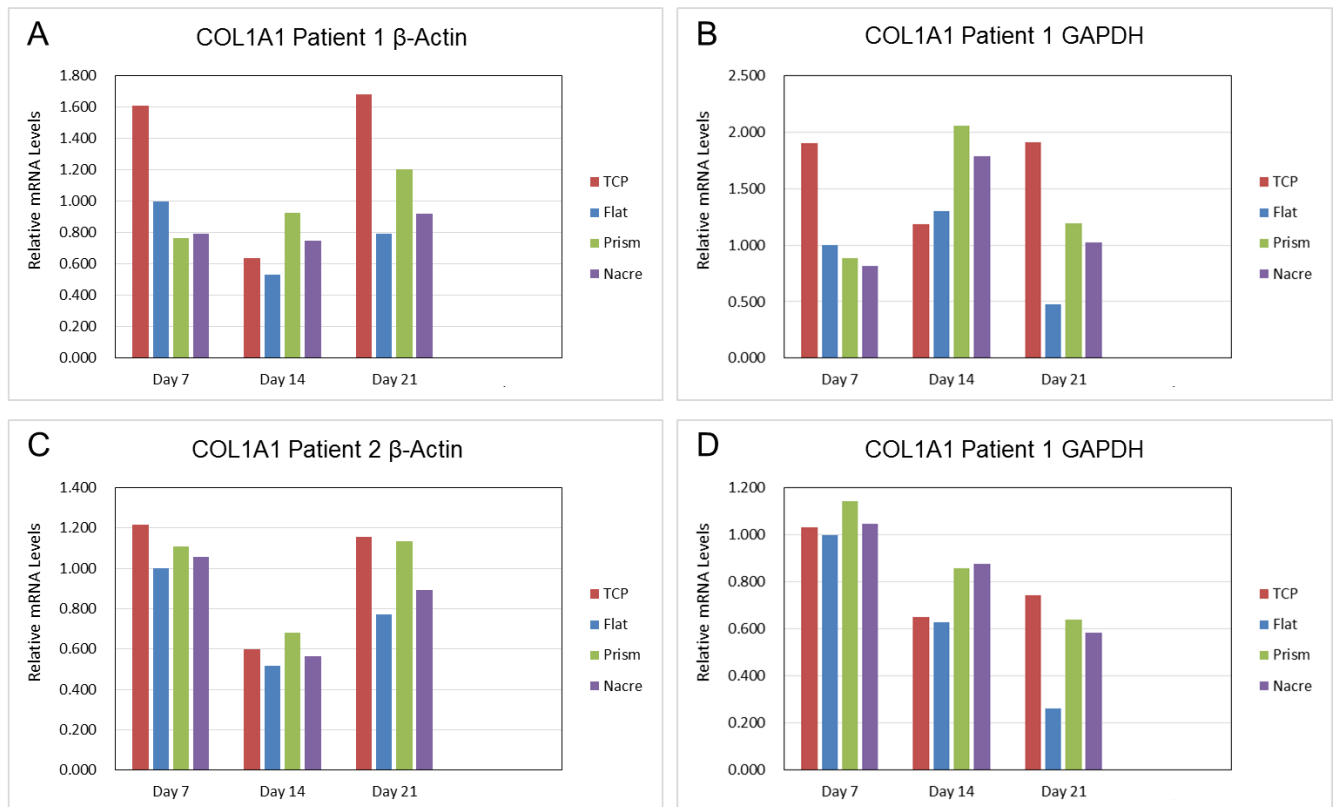 A
COL1A1 Patient 1 β-Actin
Relative mRNA Levels
1.800
1.600
1.400
1.200
1.000
0.800
0.600
0.400
0.200
0.000
Day 7 Day 14 Day 21
TCP
Flat
Prism
Nacre
B
COL1A1 Patient 1 GAPDH
Relative mRNA Levels
2.500
2.000
1.500
1.000
0.500
0.000
Day 7 Day 14 Day 21
TCP
Flat
Prism
Nacre
C
COL1A1 Patient 2 β-Actin
Relative mRNA Levels
1.400
1.200
1.000
0.800
0.600
0.400
0.200
0.000
Day 7 Day 14 Day 21
TCP
Flat
Prism
Nacre
D
COL1A1 Patient 1 GAPDH
Relative mRNA Levels
1.200
1.000
0.800
0.600
0.400
0.200
0.000
Day 7 Day 14 Day 21
TCP
Flat
Prism
Nacre